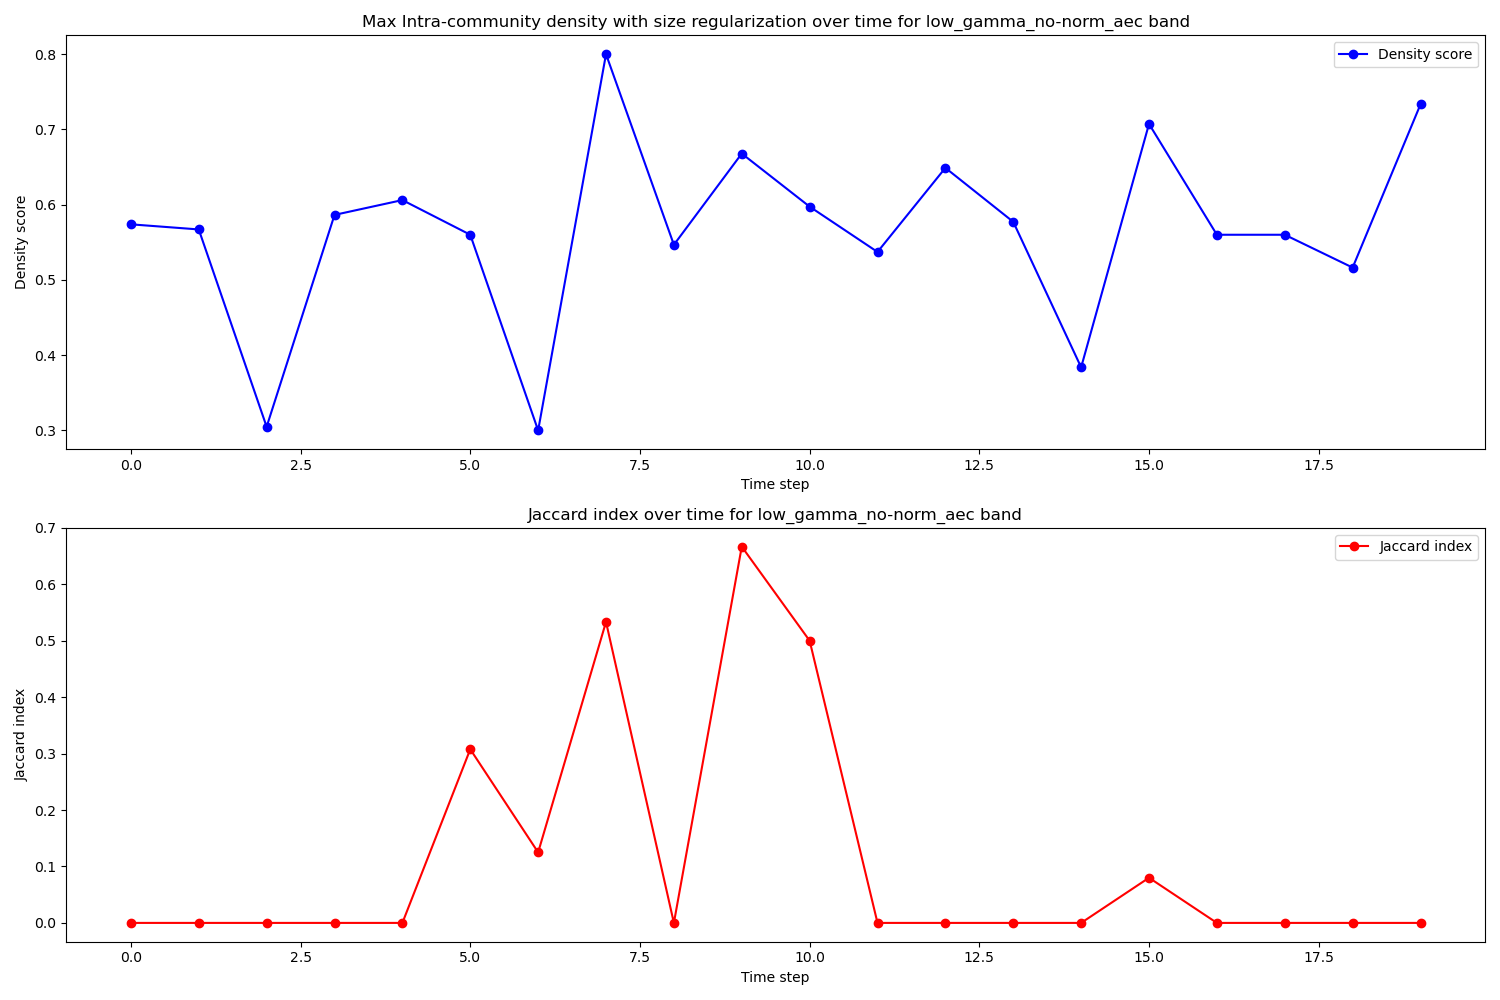 Max Intra-community density with size regularization over time for low_gamma_no-norm_aec band
Density score
0.8
0.7
0.6
0.5
0.4
0.3
Density score
0.0 2.5 5.0 7.5 10.0 12.5 15.0 17.5
Time step
Jaccard index over time for low_gamma_no-norm_aec band
Jaccard index
0.7
0.6
0.5
0.4
0.3
0.2
0.1
0.0
Jaccard index
0.0 2.5 5.0 7.5 10.0 12.5 15.0 17.5
Time step